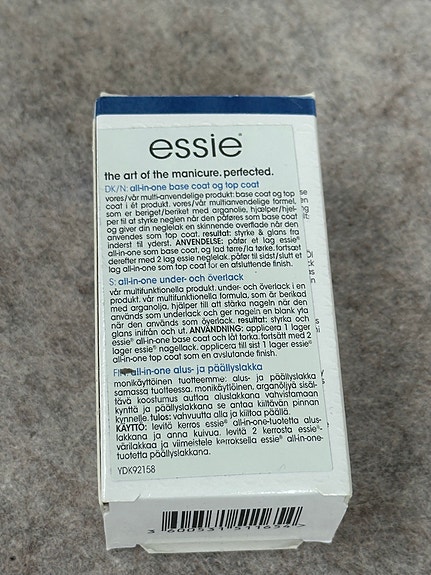 essie®
the art of the manicure. perfected.
DK/N: all-in-one base coat og top coat
vores/vår multi-anvendelige produkt: base coat og top
coat i ét produkt. vores/vår multianvendelige formel,
som er beriget/beriket med arganolie, hjælper/hjel-
per til at styrke neglen når den påføres som base coat
og giver din neglelak en skinnende overflade når den
anvendes som top coat. resultat: styrke & glans fra
inderst til yderst. ANVENDELSE: påfør et lag essie®
all-in-one som base coat, og lad tørre/la tørke. fortsæt
derefter med 2 lag essie neglelak. påfør til sidst/slutt et
lag all-in-one som top coat for en afsluttende finish.
S: all-in-one under- och överlack
vår multifunktionella produkt. under- och överlack i en
produkt. vår multifunktionella formula, som är berikad
med arganolja, hjälper till att stärka nageln när den
används som underlack och ger nageln en blank yta
när den används som överlack. resultat: styrka och
glans inifrån och ut. ANVÄNDNING: applicera 1 lager
essie® all-in-one base coat och låt torka. fortsätt med 2
lager essie® nagellack. applicera till sist 1 lager essie®
all-in-one top coat som en avslutande finish.
all-in-one alus- ja päällyslakka
monikäyttöinen tuotteemme: alus- ja päällyslakka
samassa tuotteessa. monikäyttöinen, arganöljyä sisäl-
tävä koostumus auttaa aluslakkana vahvistamaan
kynttä ja päällyslakkana se antaa kiiltävän pinnan
kynnelle. tulos: vahvuutta alla ja kiiltoa päällä.
KÄYTTÖ: levitä kerros essie® all-in-one-tuotetta alus-
lakkana ja anna kuivua. levitä 2 kerrosta essie®-
värilakkaa ja viimeistele kerroksella essie® all-in-one-
tuotetta päällyslakkana.
YDK92158